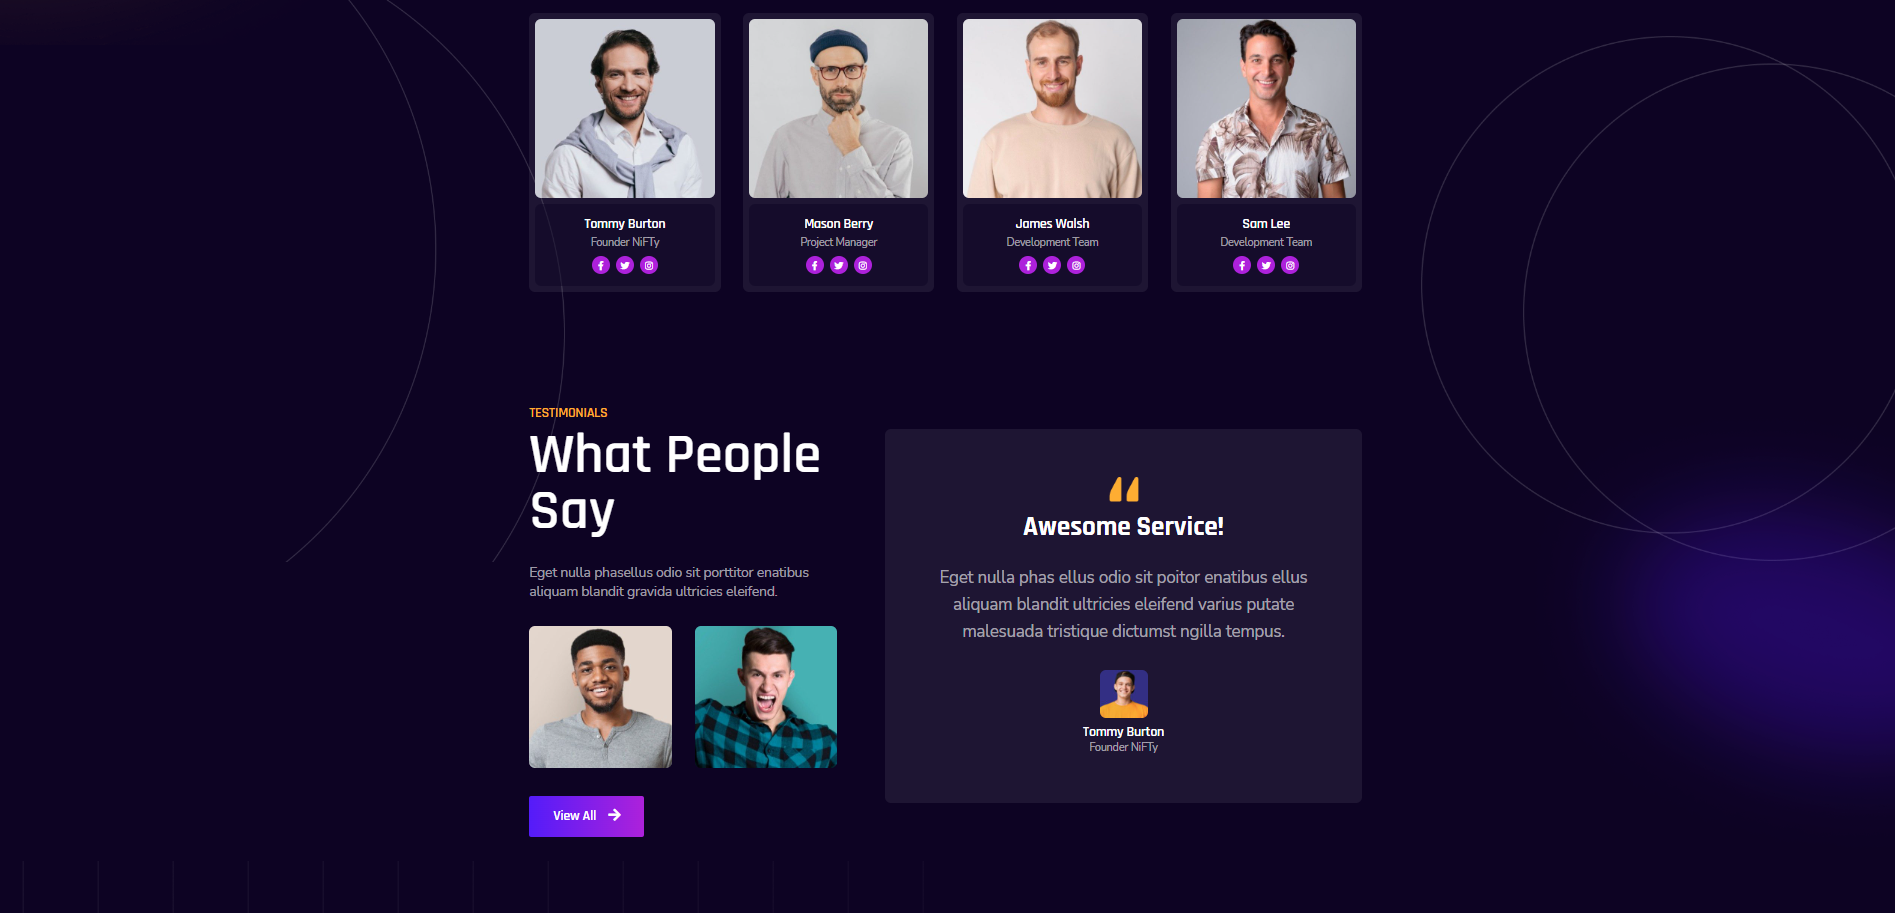 Tommy Burton
Founder NiFTy
Mason Berry
Project Manager
James Walsh
Development Team
Sam Lee
Development Team
TESTIMONIALS
What People
Say
Eget nulla phasellus odio sit porttitor enatibus
aliquam blandit gravida ultricies eleifend.
View All
Awesome Service!
Eget nulla phas ellus odio sit poitor enatibus ellus
aliquam blandit ultricies eleifend varius putate
malesuada tristique dictumst ngilla tempus.
Tommy Burton
Founder NiFTy